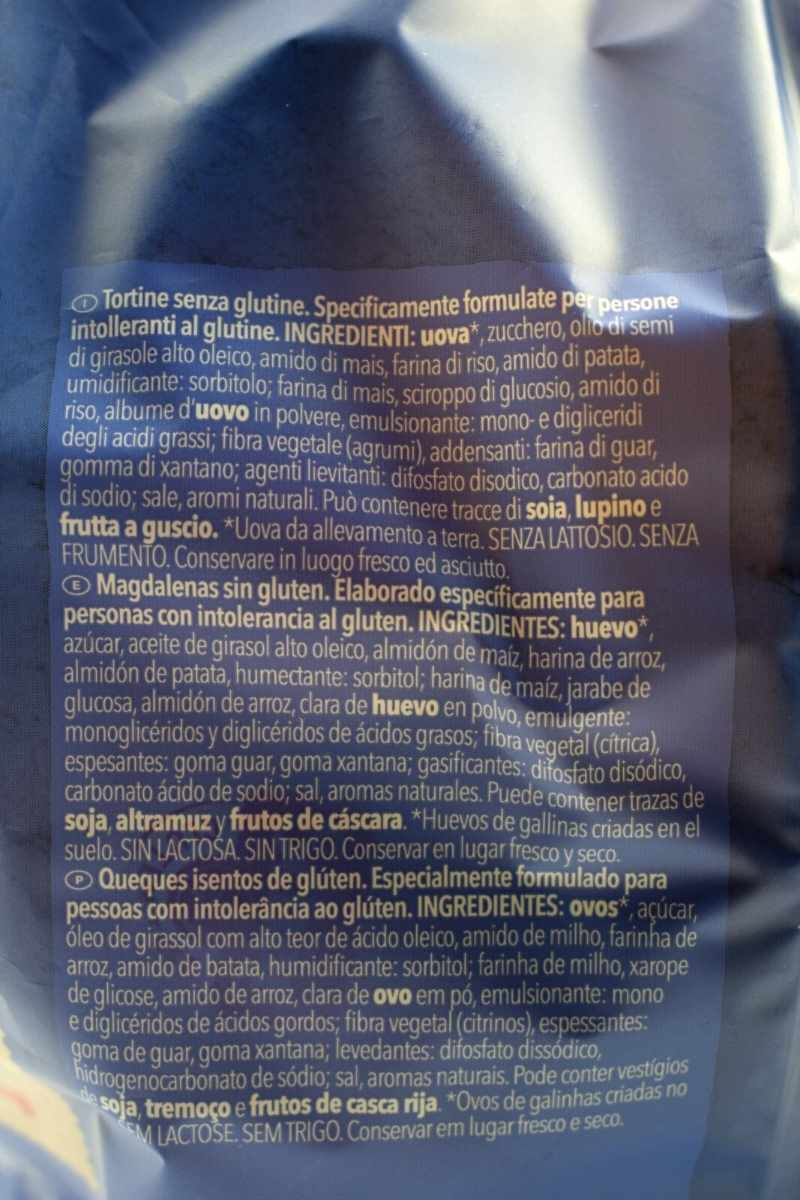 I Tortine senza glutine. Specificamente formulate per persone
intolleranti al glutine. INGREDIENTI: uova*, zucchero, olio di semi
di girasole alto oleico, amido di mais, farina di riso, amido di patata,
umidificante: sorbitolo; farina di mais, sciroppo di glucosio, amido di
riso, albume d'uovo in polvere, emulsionante: mono- e digliceridi
degli acidi grassi; fibra vegetale (agrumi), addensanti: farina di guar,
gomma di xantano; agenti lievitanti: difosfato disodico, carbonato acido
di sodio; sale, aromi naturali. Può contenere tracce di soia, lupino e
frutta a guscio. *Uova da allevamento a terra. SENZA LATTOSIO. SENZA
FRUMENTO. Conservare in luogo fresco ed asciutto.
E Magdalenas sin gluten. Elaborado específicamente para
personas con intolerancia al gluten. INGREDIENTES: huevo*,
azúcar, aceite de girasol alto oleico, almidón de maíz, harina de arroz,
almidón de patata, humectante: sorbitol; harina de maíz, jarabe de
glucosa, almidón de arroz, clara de huevo en polvo, emulgente:
monoglicéridos y diglicéridos de ácidos grasos; fibra vegetal (cítrica),
espesantes: goma guar, goma xantana; gasificantes: difosfato disódico,
carbonato ácido de sodio; sal, aromas naturales. Puede contener trazas de
soja, altramuz y frutos de cáscara. *Huevos de gallinas criadas en el
suelo. SIN LACTOSA. SIN TRIGO. Conservar en lugar fresco y seco.
P Queques isentos de glúten. Especialmente formulado para
pessoas com intolerância ao glúten. INGREDIENTES: ovos*, açúcar,
óleo de girassol com alto teor de ácido oleico, amido de milho, farinha de
arroz, amido de batata, humidificante: sorbitol; farinha de milho, xarope
de glicose, amido de arroz, clara de ovo em pó, emulsionante: mono
e diglicéridos de ácidos gordos; fibra vegetal (citrinos), espessantes:
goma de guar, goma xantana; levedantes: difosfato dissódico,
hidrogenocarbonato de sódio; sal, aromas naturais. Pode conter vestígios
de soja, tremoço e frutos de casca rija. *Ovos de galinhas criadas no
SEM LACTOSE. SEM TRIGO. Conservar em lugar fresco e seco.